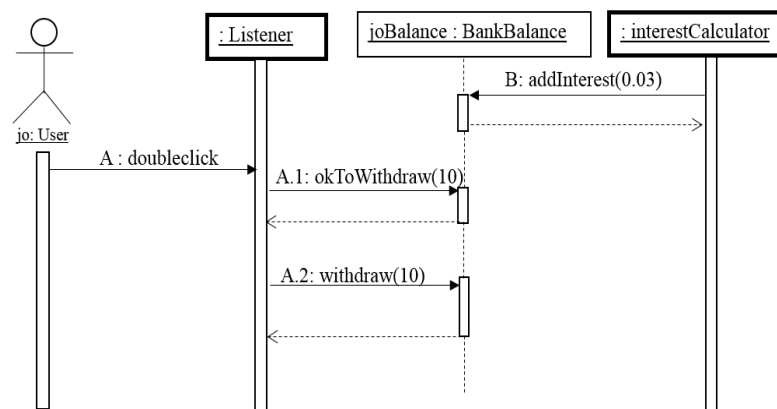 : Listener
joBalance : BankBalance
: interestCalculator
B: addInterest(0.03)
jo: User
A : doubleclick
A.1: okToWithdraw(10)
A.2: withdraw(10)